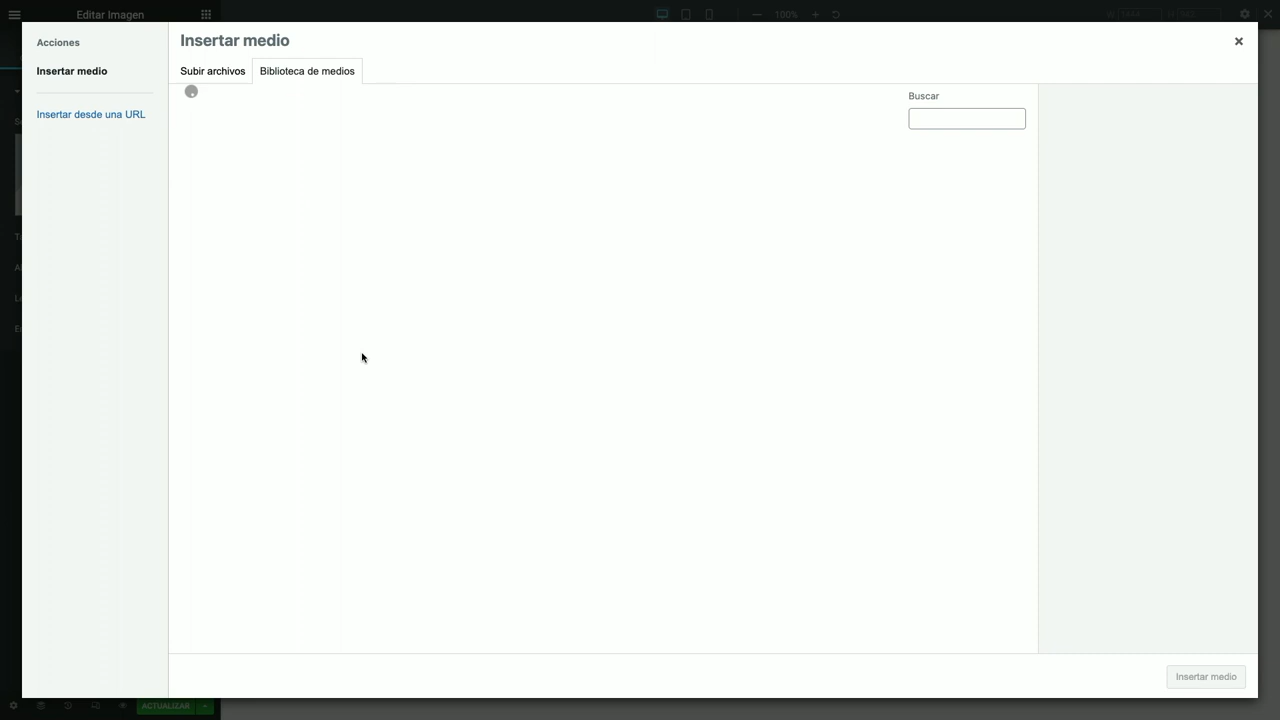 Editar Imagen
100%
Acciones
Insertar medio
Insertar desde una URL
Insertar medio
Subir archivos
Biblioteca de medios
Buscar
Insertar medio
ACTUALIZAR